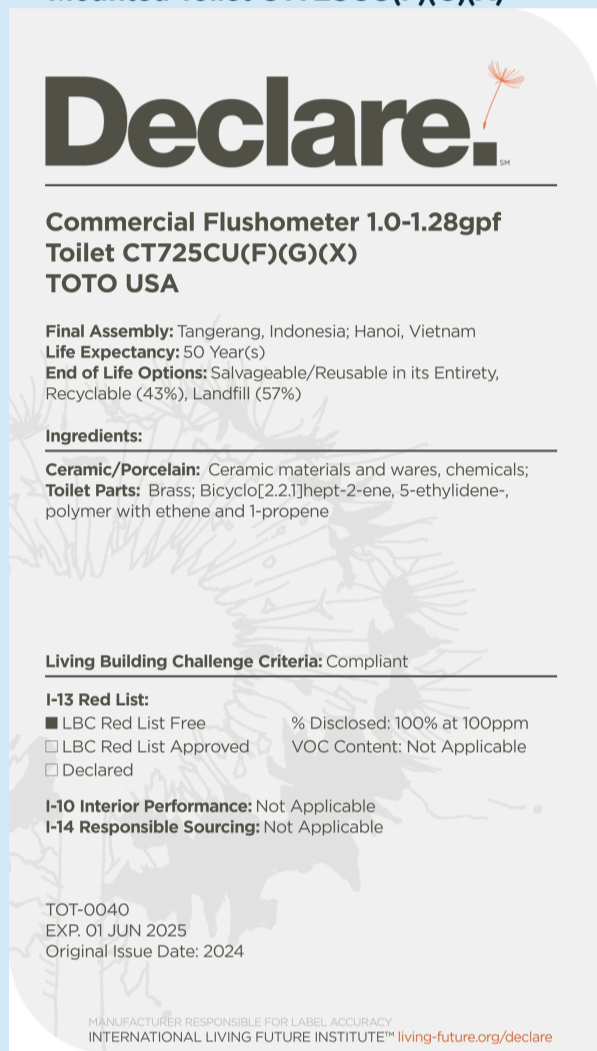 Declare.
SM
Commercial Flushometer 1.0-1.28gpf
Toilet CT725CU(F)(G)(X)
TOTO USA
Final Assembly: Tangerang, Indonesia; Hanoi, Vietnam
Life Expectancy: 50 Year(s)
End of Life Options: Salvageable/Reusable in its Entirety,
Recyclable (43%), Landfill (57%)
Ingredients:
Ceramic/Porcelain: Ceramic materials and wares, chemicals;
Toilet Parts: Brass; Bicyclo[2.2.1]hept-2-ene, 5-ethylidene-,
polymer with ethene and 1-propene
Living Building Challenge Criteria: Compliant
I-13 Red List:
■ LBC Red List Free % Disclosed: 100% at 100ppm
□ LBC Red List Approved VOC Content: Not Applicable
□ Declared
I-10 Interior Performance: Not Applicable
I-14 Responsible Sourcing: Not Applicable
TOT-0040
EXP. 01 JUN 2025
Original Issue Date: 2024
MANUFACTURER RESPONSIBLE FOR LABEL ACCURACY
INTERNATIONAL LIVING FUTURE INSTITUTE™ living-future.org/declare